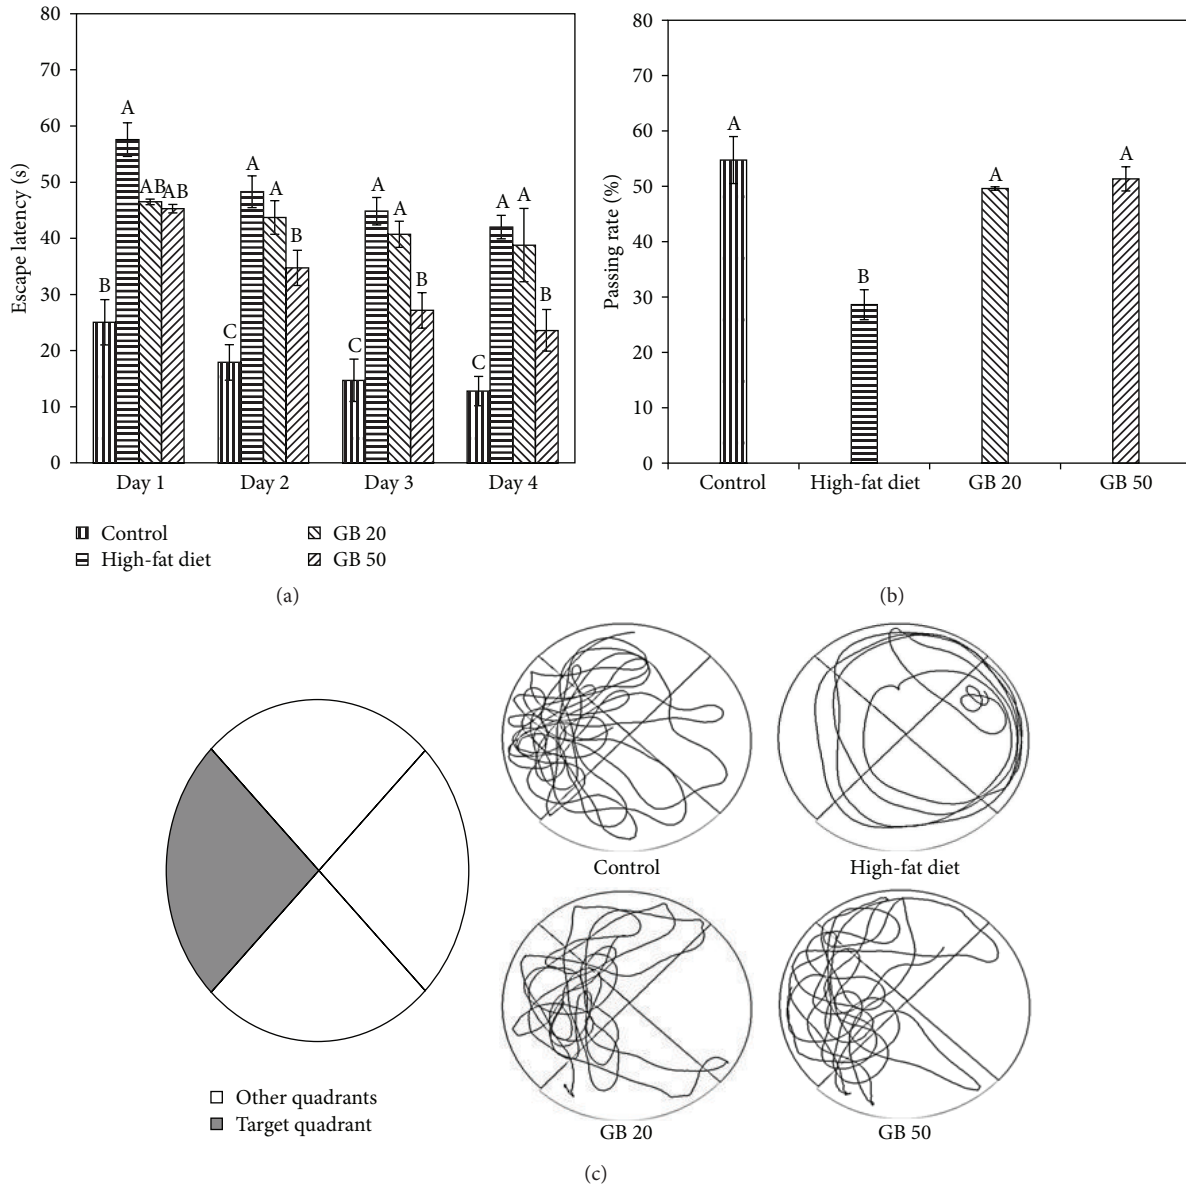 80
70
60
50
40
30
20
10
0
Escape latency (s)
B
A
AB
AB
C
A
A
B
C
A
A
B
C
A
A
B
Day 1
Day 2
Day 3
Day 4
Control
High-fat diet
GB 20
GB 50
(a)
80
70
60
50
40
30
20
10
0
Passing rate (%)
A
B
A
A
Control
High-fat diet
GB 20
GB 50
(b)
Other quadrants
Target quadrant
Control
High-fat diet
GB 20
GB 50
(c)